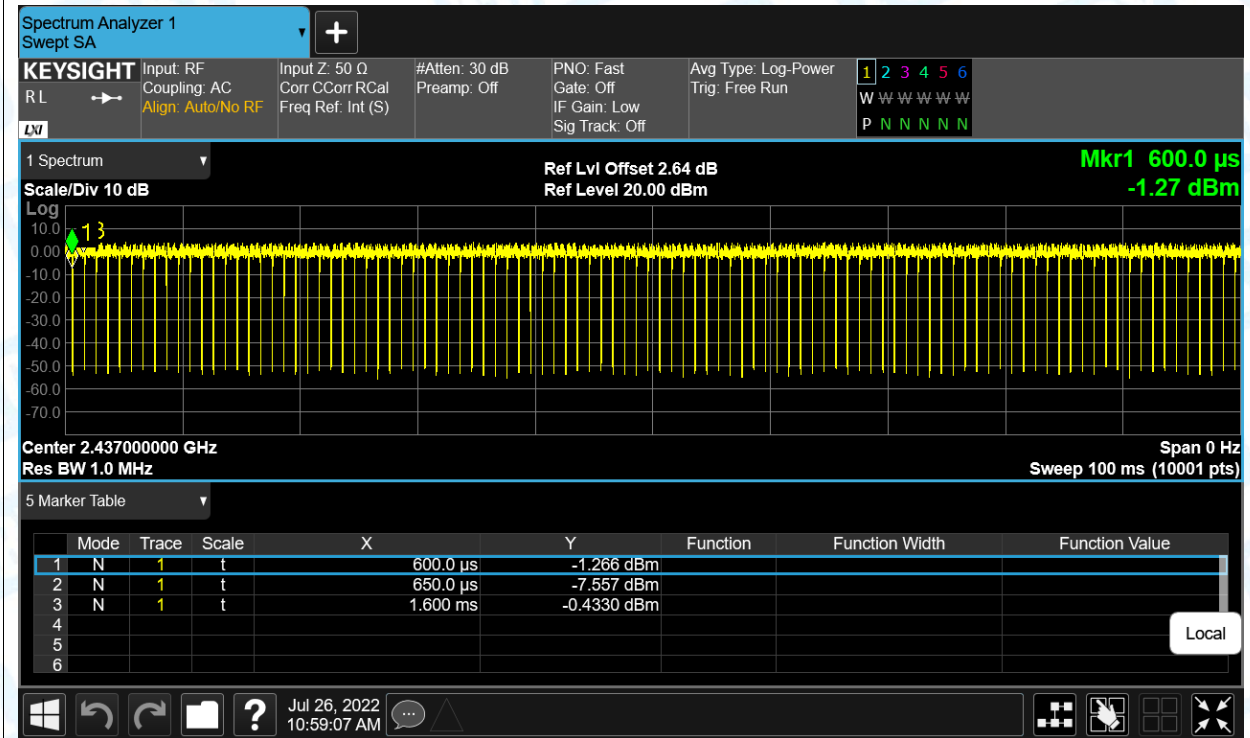 Spectrum Analyzer 1
Swept SA
▼
+
KEYSIGHT
RL
LXI
Input: RF
Coupling: AC
Align: Auto/No RF
Input Z: 50 Ω
Corr CCorr RCal
Freq Ref: Int (S)
#Atten: 30 dB
Preamp: Off
PNO: Fast
Gate: Off
IF Gain: Low
Sig Track: Off
Avg Type: Log-Power
Trig: Free Run
1 2 3 4 5 6
W W W W W W
P N N N N N
1 Spectrum ▼
Scale/Div 10 dB
Ref Lvl Offset 2.64 dB
Ref Level 20.00 dBm
Mkr1 600.0 µs
-1.27 dBm
Log
10.0
0.00
-10.0
-20.0
-30.0
-40.0
-50.0
-60.0
-70.0
1 3
Center 2.437000000 GHz
Res BW 1.0 MHz
Span 0 Hz
Sweep 100 ms (10001 pts)
5 Marker Table ▼
Mode Trace Scale X Y Function Function Width Function Value
1 N 1 t 600.0 µs -1.266 dBm
2 N 1 t 650.0 µs -7.557 dBm
3 N 1 t 1.600 ms -0.4330 dBm
4
5
6
Local
?
Jul 26, 2022
10:59:07 AM